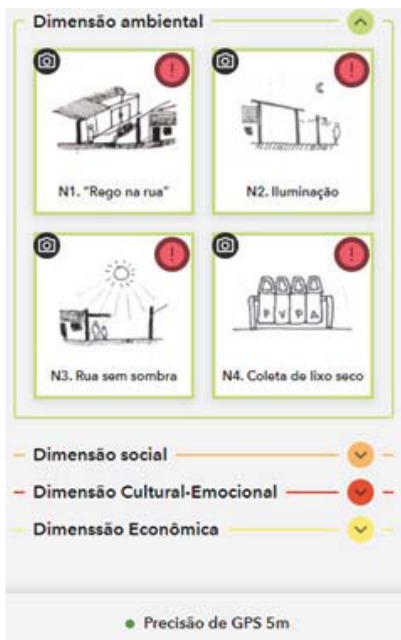 Dimensão ambiental
!
!
N1. "Rego na rua"
N2. Iluminação
!
!
P V P A
N3. Rua sem sombra
N4. Coleta de lixo seco
Dimensão social
Dimensão Cultural-Emocional
Dimenssão Econômica
Precisão de GPS 5m